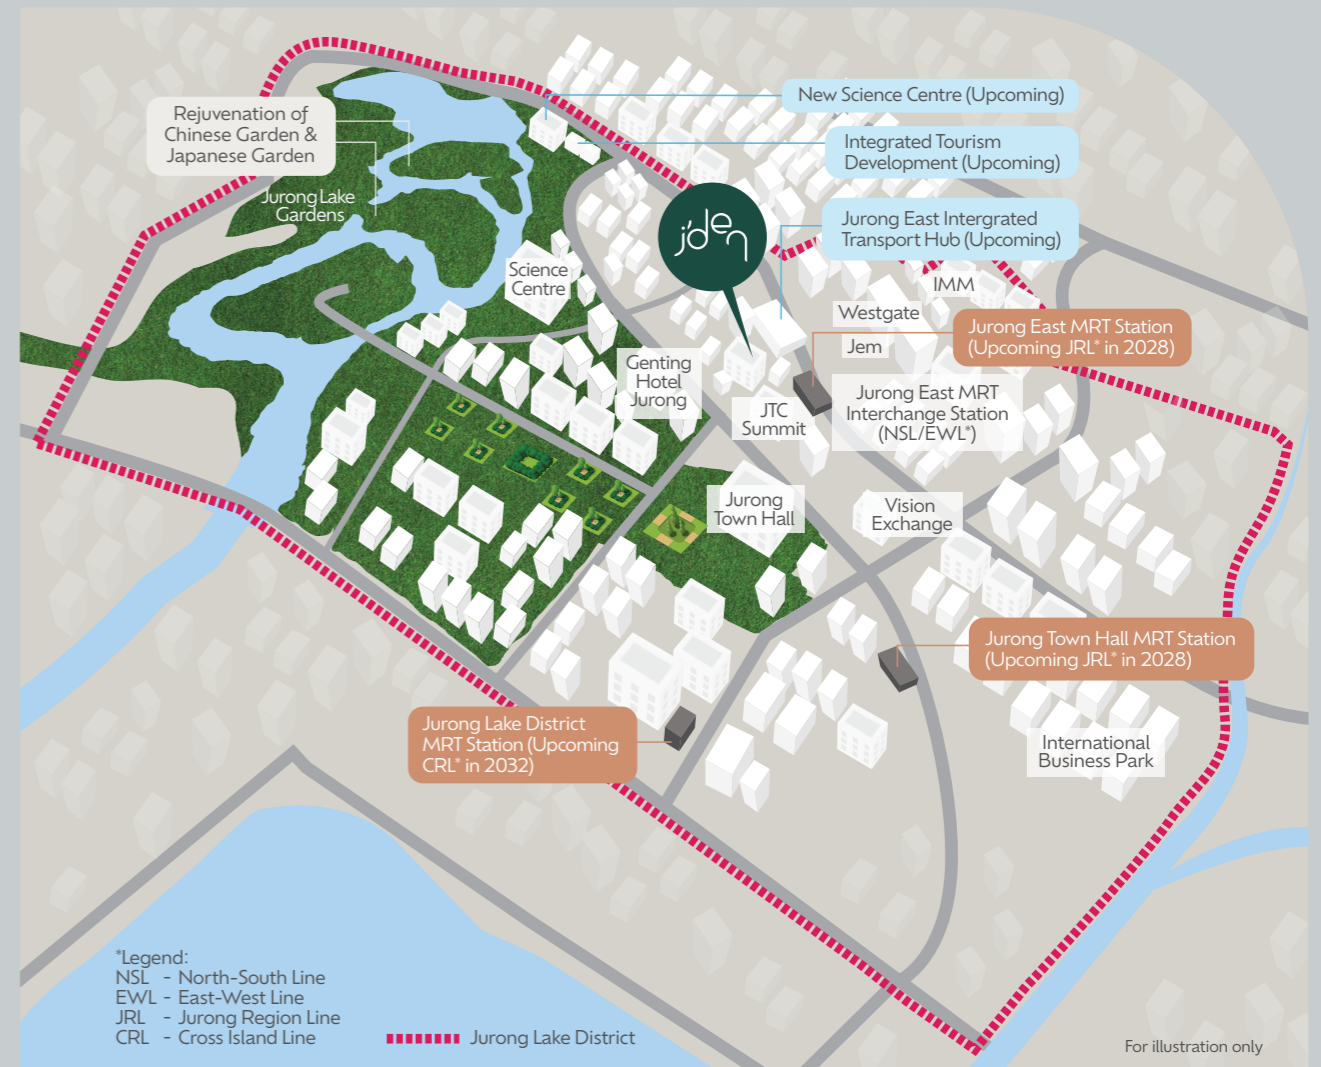 New Science Centre (Upcoming)
Rejuvenation of
Chinese Garden &
Japanese Garden
Integrated Tourism
Development (Upcoming)
Jurong Lake
Gardens
j'den
Jurong East Intergrated
Transport Hub (Upcoming)
Science
Centre
IMM
Westgate
Jem
Jurong East MRT Station
(Upcoming JRL* in 2028)
Genting
Hotel
Jurong
JTC
Summit
Jurong East MRT
Interchange Station
(NSL/EWL*)
Jurong
Town Hall
Vision
Exchange
Jurong Town Hall MRT Station
(Upcoming JRL* in 2028)
Jurong Lake District
MRT Station (Upcoming
CRL* in 2032)
International
Business Park
*Legend:
NSL - North-South Line
EWL - East-West Line
JRL - Jurong Region Line
CRL - Cross Island Line
Jurong Lake District
For illustration only